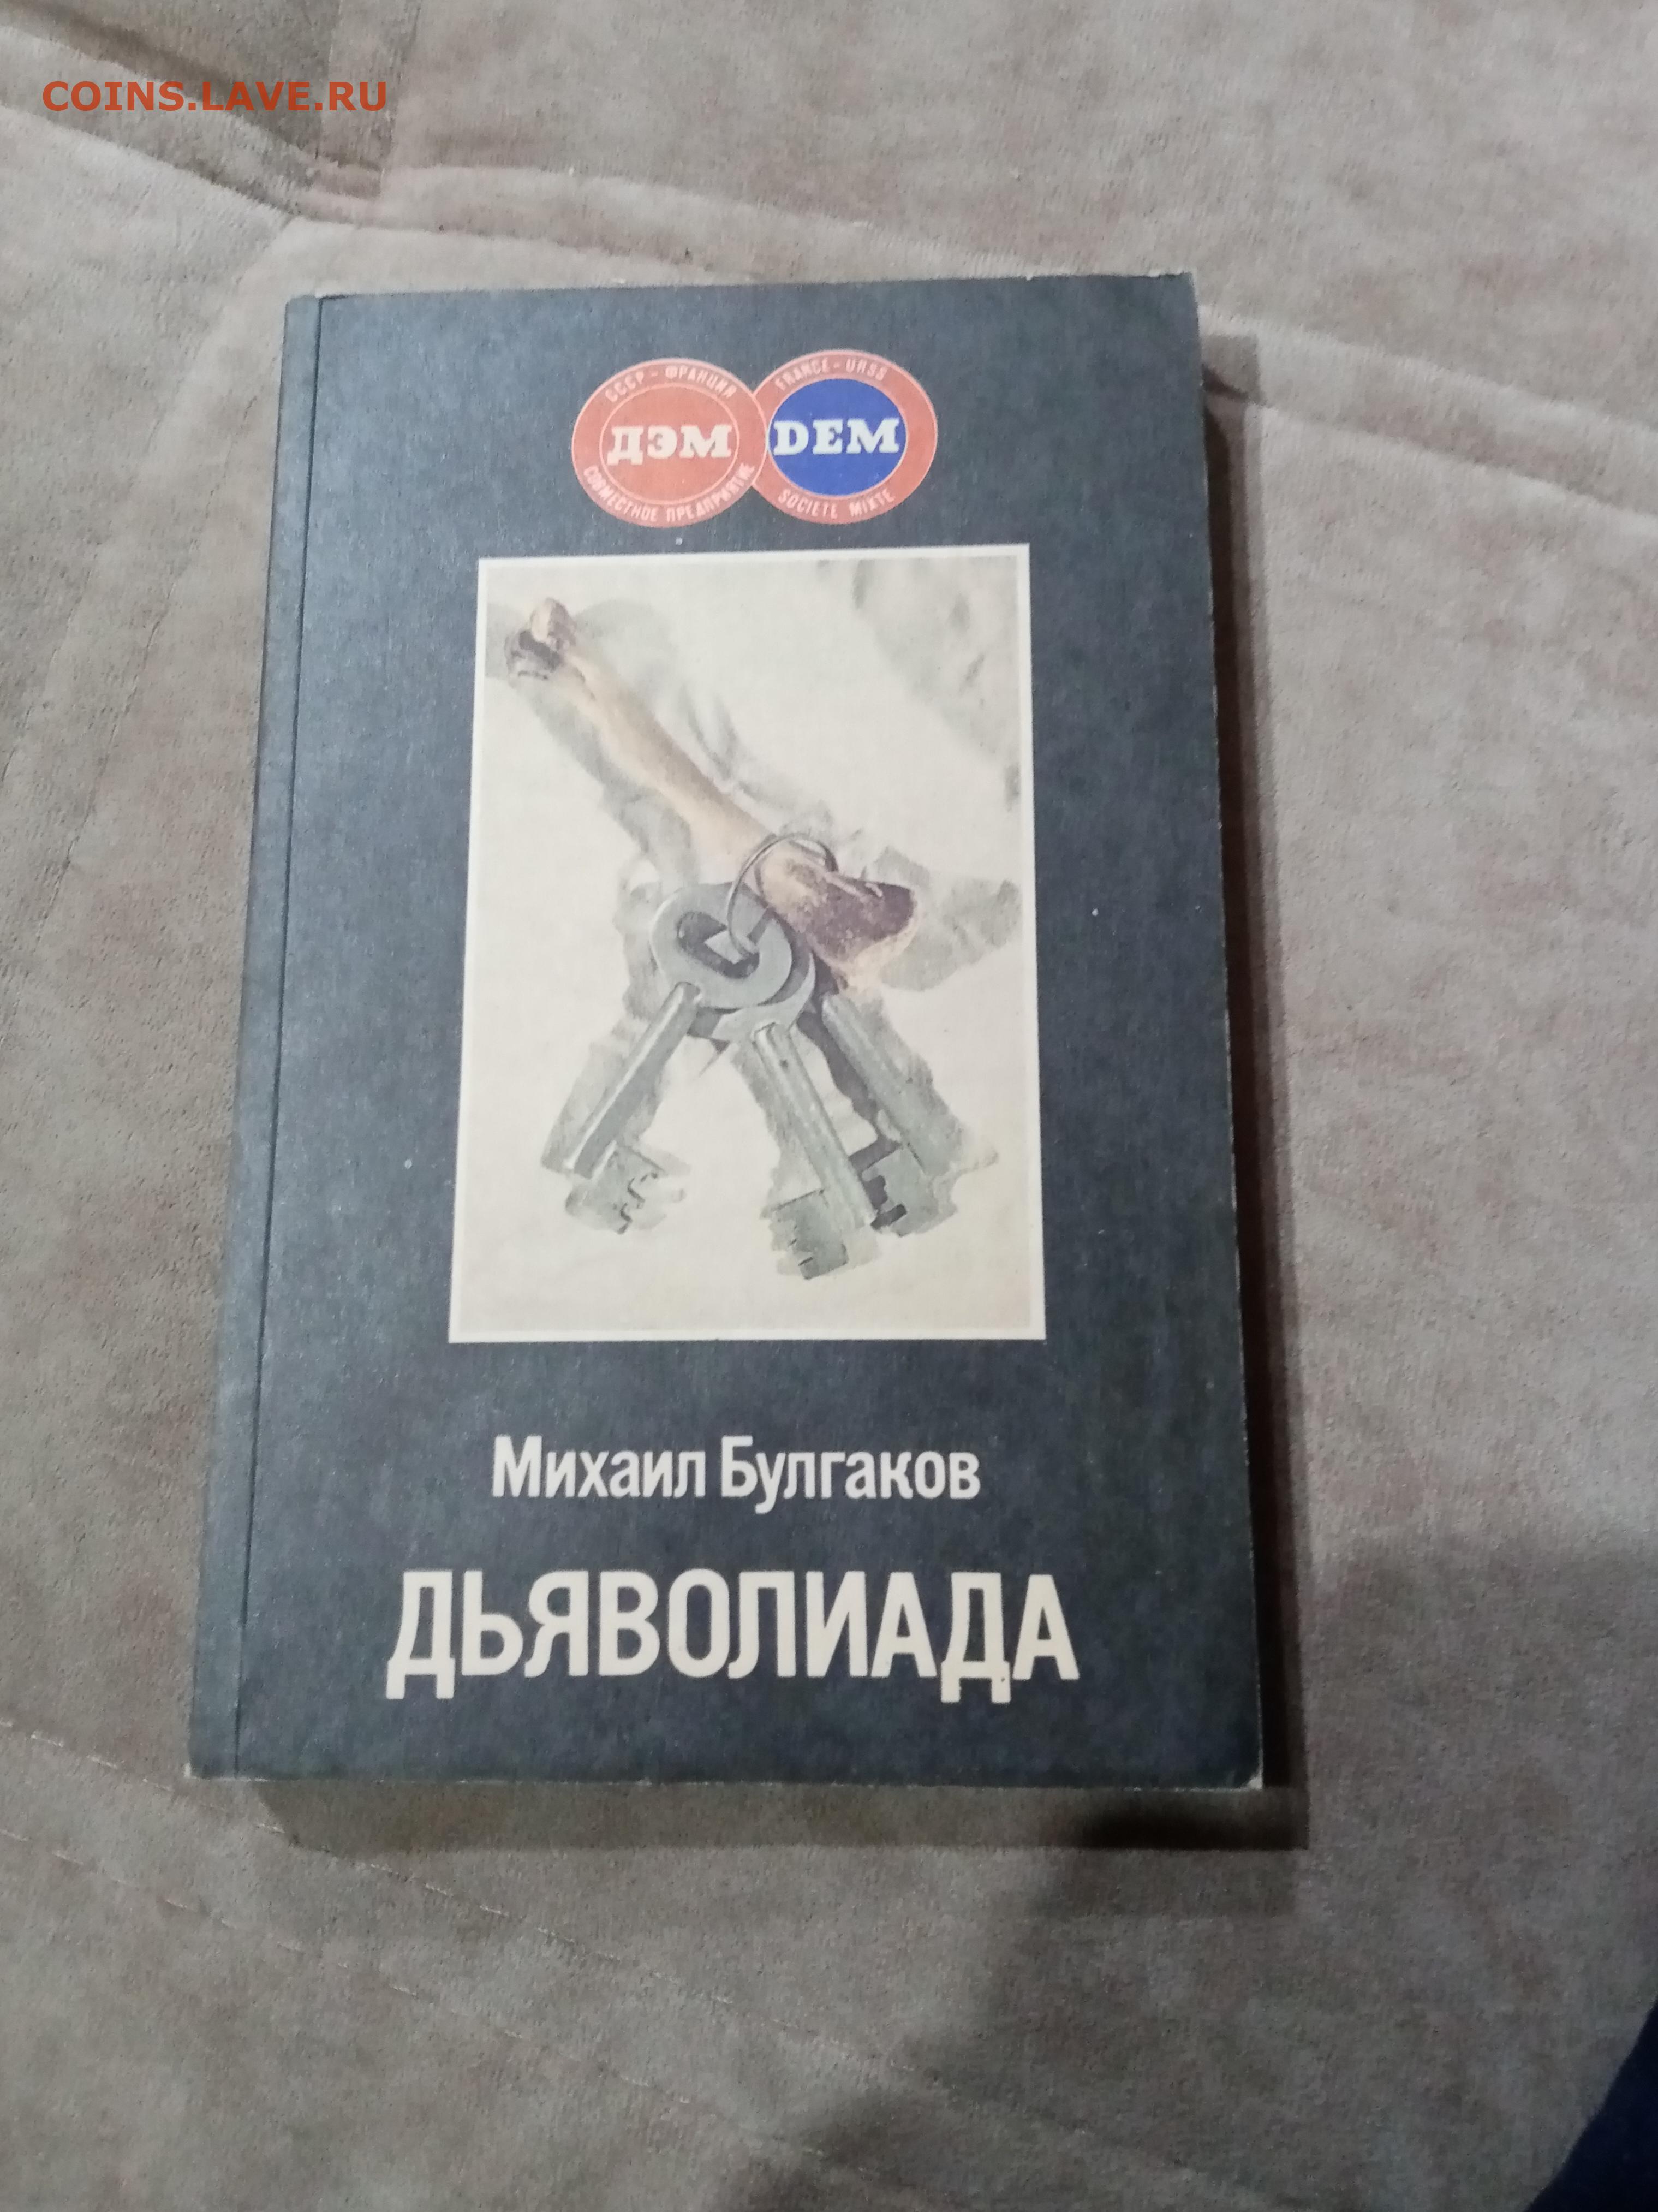 COINS.LAVE.RU
СССР - ФРАНЦИЯ
ДЭМ
СОВМЕСТНОЕ ПРЕДПРИЯТИЕ
FRANCE - URSS
DEM
SOCIETE MIXTE
Михаил Булгаков
ДЬЯВОЛИАДА